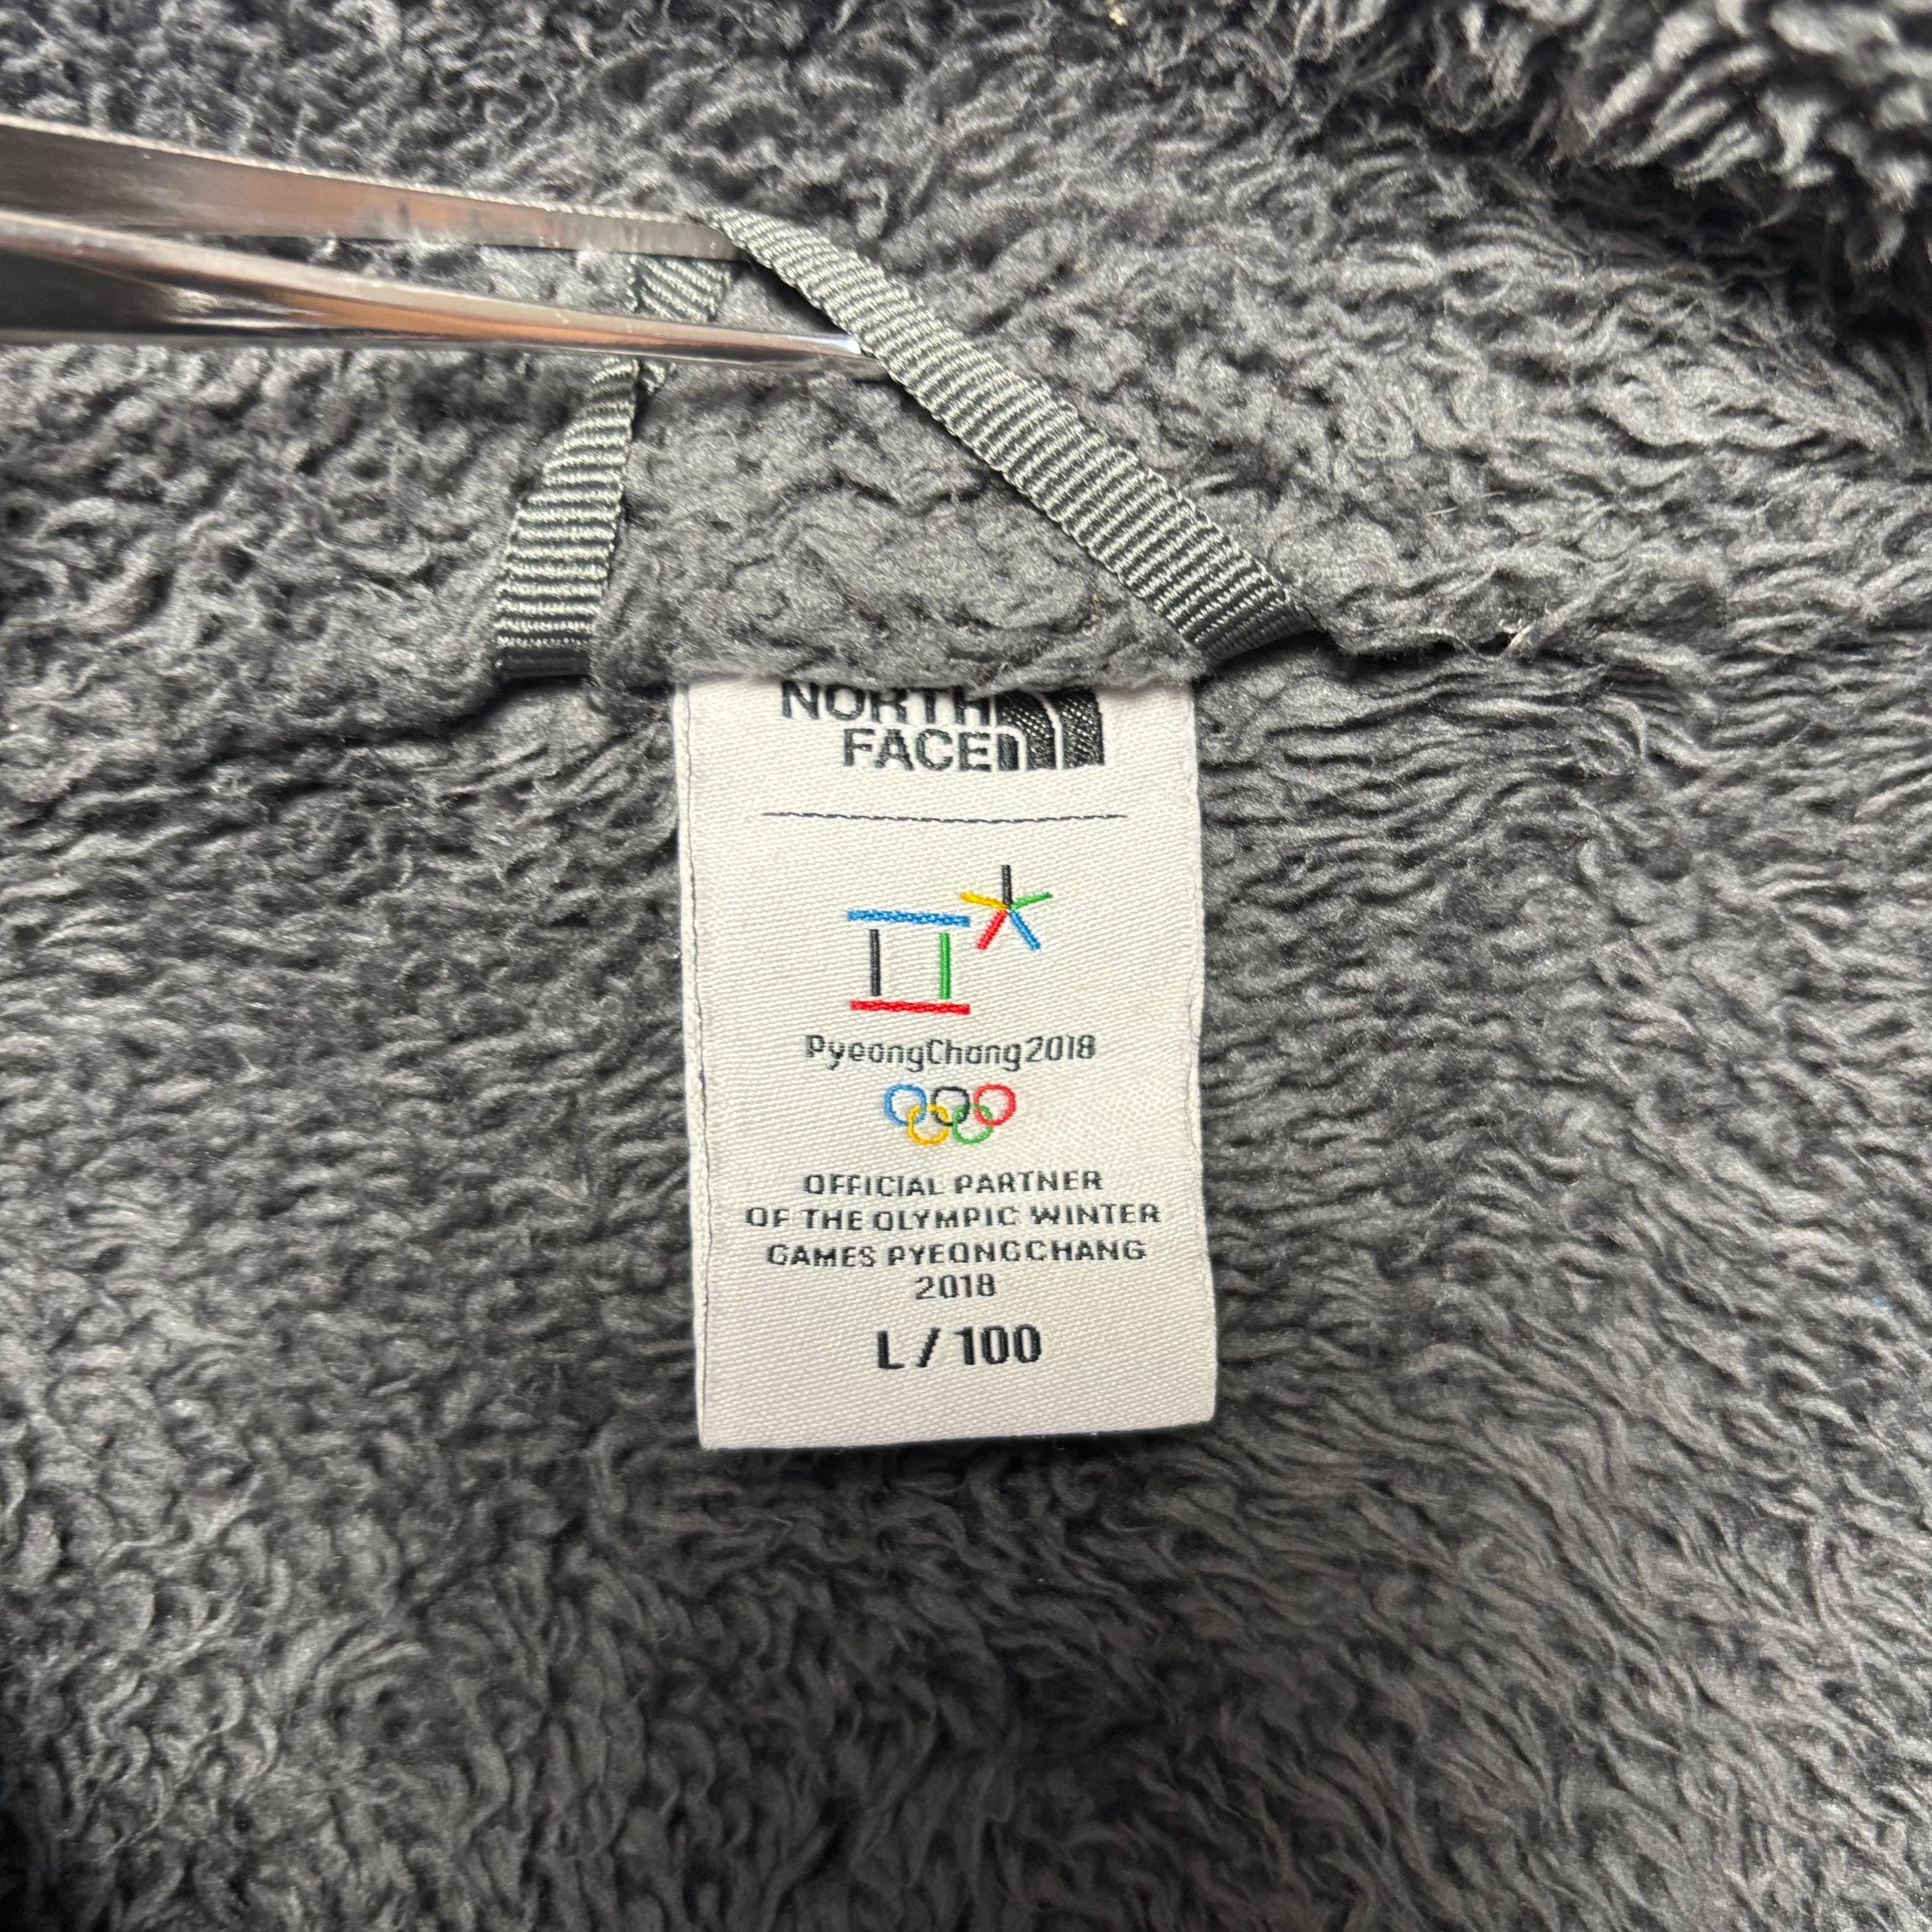 NORTH
FACE
PyeongChang2018
OFFICIAL PARTNER
OF THE OLYMPIC WINTER
GAMES PYEONGCHANG
2018
L / 100